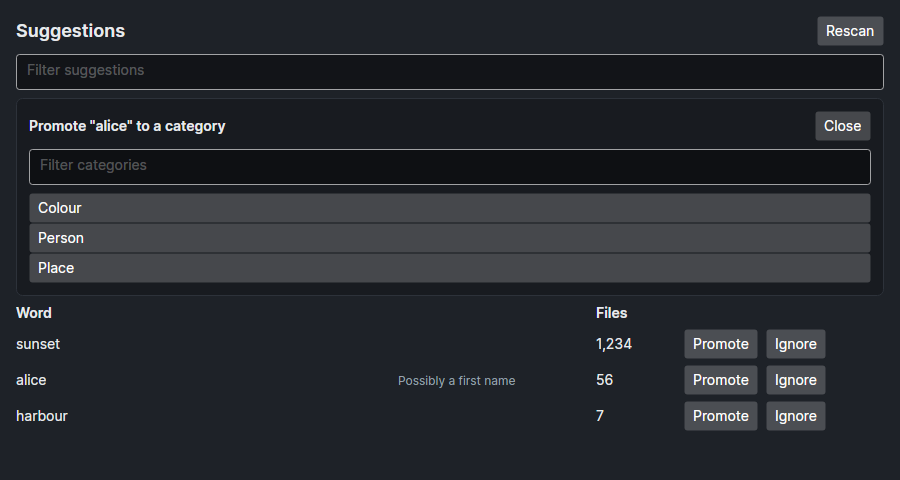 Suggestions Rescan
Filter suggestions
Promote "alice" to a category Close
Filter categories
Colour
Person
Place
Word Files
sunset 1,234 Promote Ignore
alice Possibly a first name 56 Promote Ignore
harbour 7 Promote Ignore